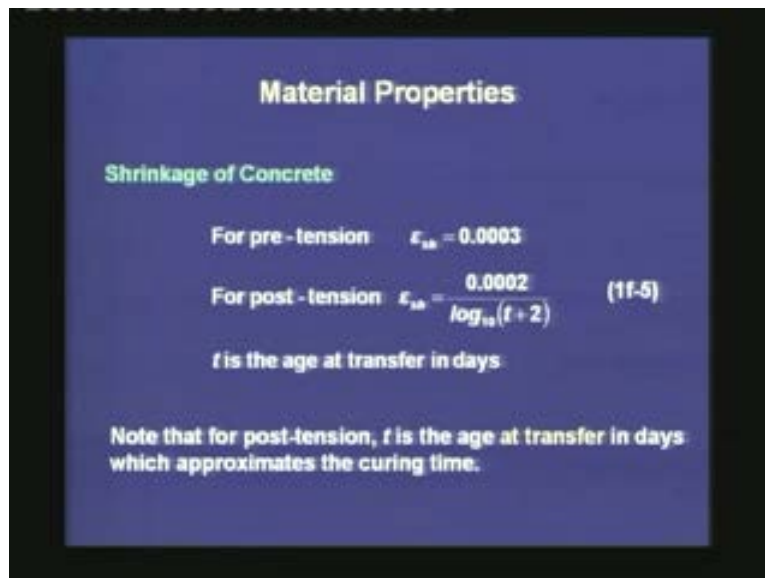 Material Properties
Shrinkage of Concrete
For pre-tension εsh = 0.0003
For post-tension εsh = 0.0002 / log10(t+2) (1f-5)
t is the age at transfer in days
Note that for post-tension, t is the age at transfer in days
which approximates the curing time.